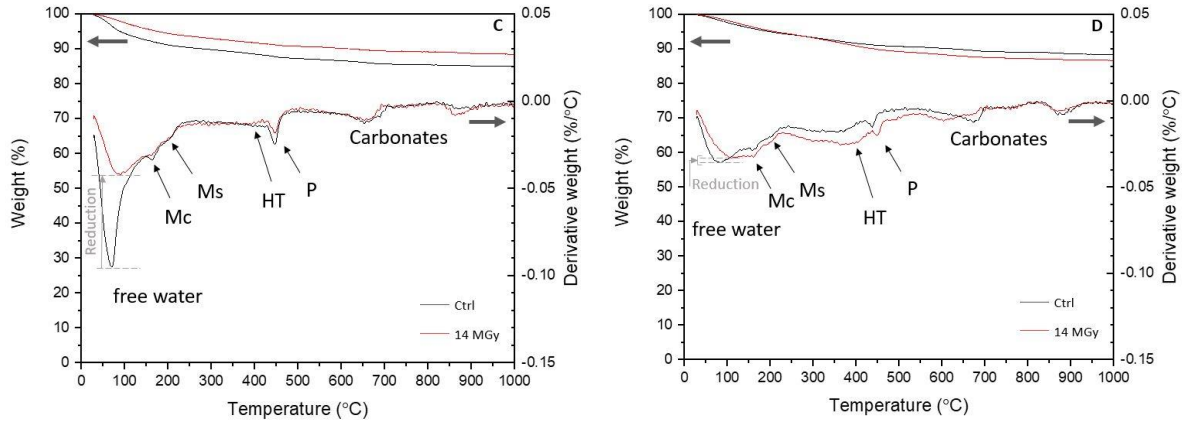 C
Weight (%)
100
90
80
70
60
50
40
30
20
10
0
0.05
0.00
-0.05
-0.10
-0.15
Derivative weight (%/°C)
Carbonates
Mc
Ms
HT
P
Reduction
free water
Ctrl
14 MGy
0 100 200 300 400 500 600 700 800 900 1000
Temperature (°C)
D
Weight (%)
100
90
80
70
60
50
40
30
20
10
0
0.05
0.00
-0.05
-0.10
-0.15
Derivative weight (%/°C)
Carbonates
Reduction
Mc
Ms
HT
P
free water
Ctrl
14 MGy
0 100 200 300 400 500 600 700 800 900 1000
Temperature (°C)